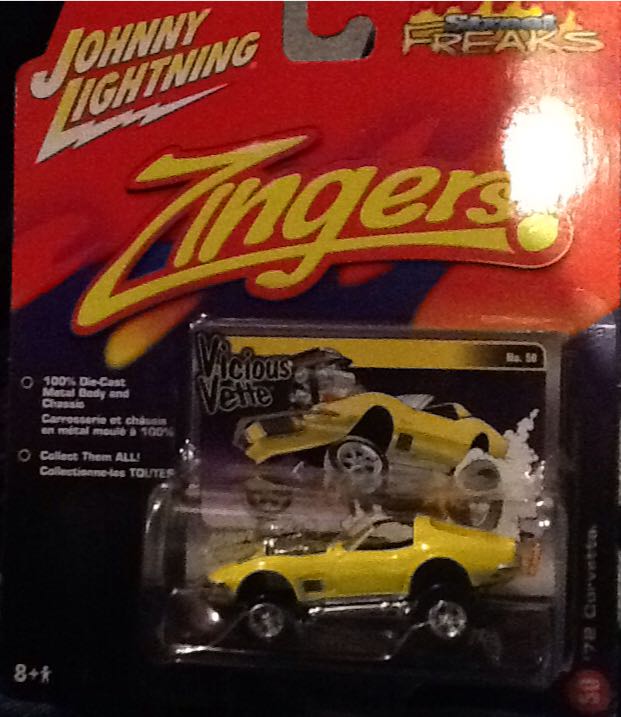 JOHNNY
LIGHTNING
Street
FREAKS
Zingers!
Vicious
Vette
No. 50
100% Die-Cast
Metal Body and
Chassis
Carrosserie et châssis
en métal moulé à 100%
Collect Them ALL!
Collectionne-les TOUTES
'72 Corvette
50
8+